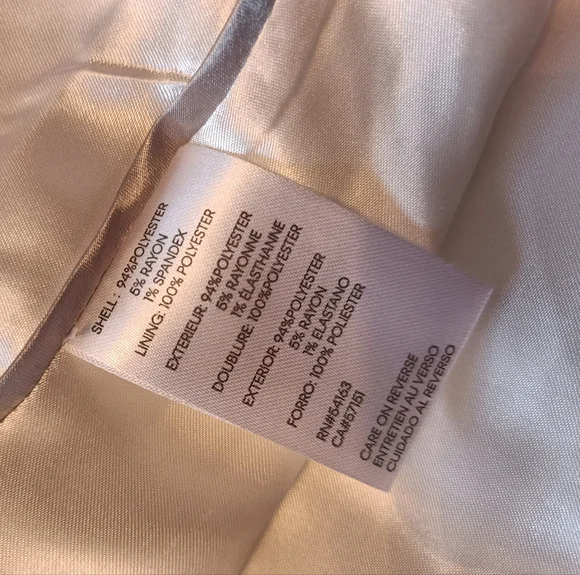 SHELL: 94%POLYESTER
5% RAYON
1% SPANDEX
LINING: 100% POLYESTER
EXTERIEUR: 94%POLYESTER
5% RAYONNE
1% ÉLASTHANNE
DOUBLURE: 100%POLYESTER
EXTERIOR: 94%POLYESTER
5% RAYON
1% ELASTANO
FORRO: 100% POLIESTER
RN#54163
CA#57151
CARE ON REVERSE
ENTRETIEN AU VERSO
CUIDADO AL REVERSO